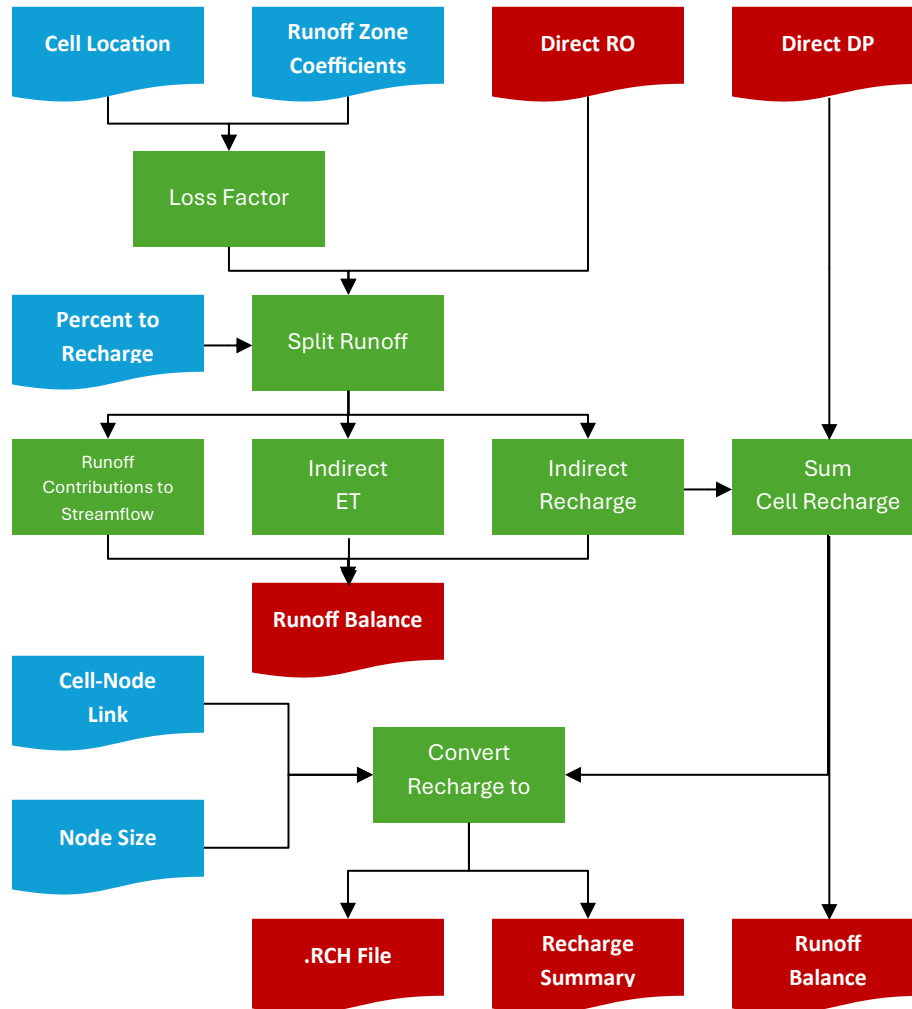 Cell Location
Runoff Zone
Coefficients
Direct RO
Direct DP
Loss Factor
Percent to
Recharge
Split Runoff
Runoff
Contributions to
Streamflow
Indirect
ET
Indirect
Recharge
Sum
Cell Recharge
Runoff Balance
Cell-Node
Link
Convert
Recharge to
Node Size
.RCH File
Recharge
Summary
Runoff
Balance